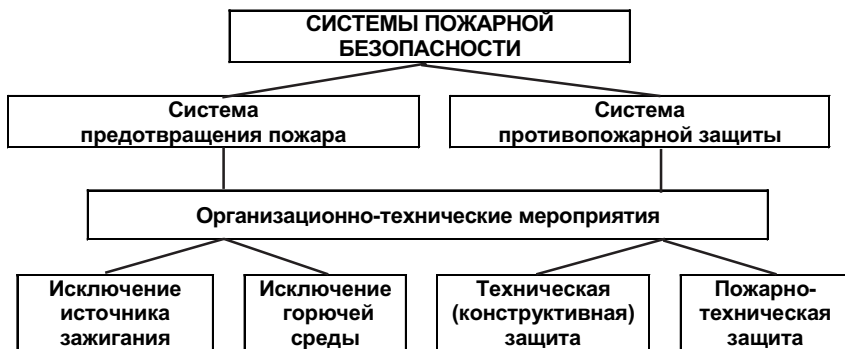 СИСТЕМЫ ПОЖАРНОЙ
БЕЗОПАСНОСТИ
Система
предотвращения пожара
Система
противопожарной защиты
Организационно-технические мероприятия
Исключение
источника
зажигания
Исключение
горючей
среды
Техническая
(конструктивная)
защита
Пожарно-
техническая
защита